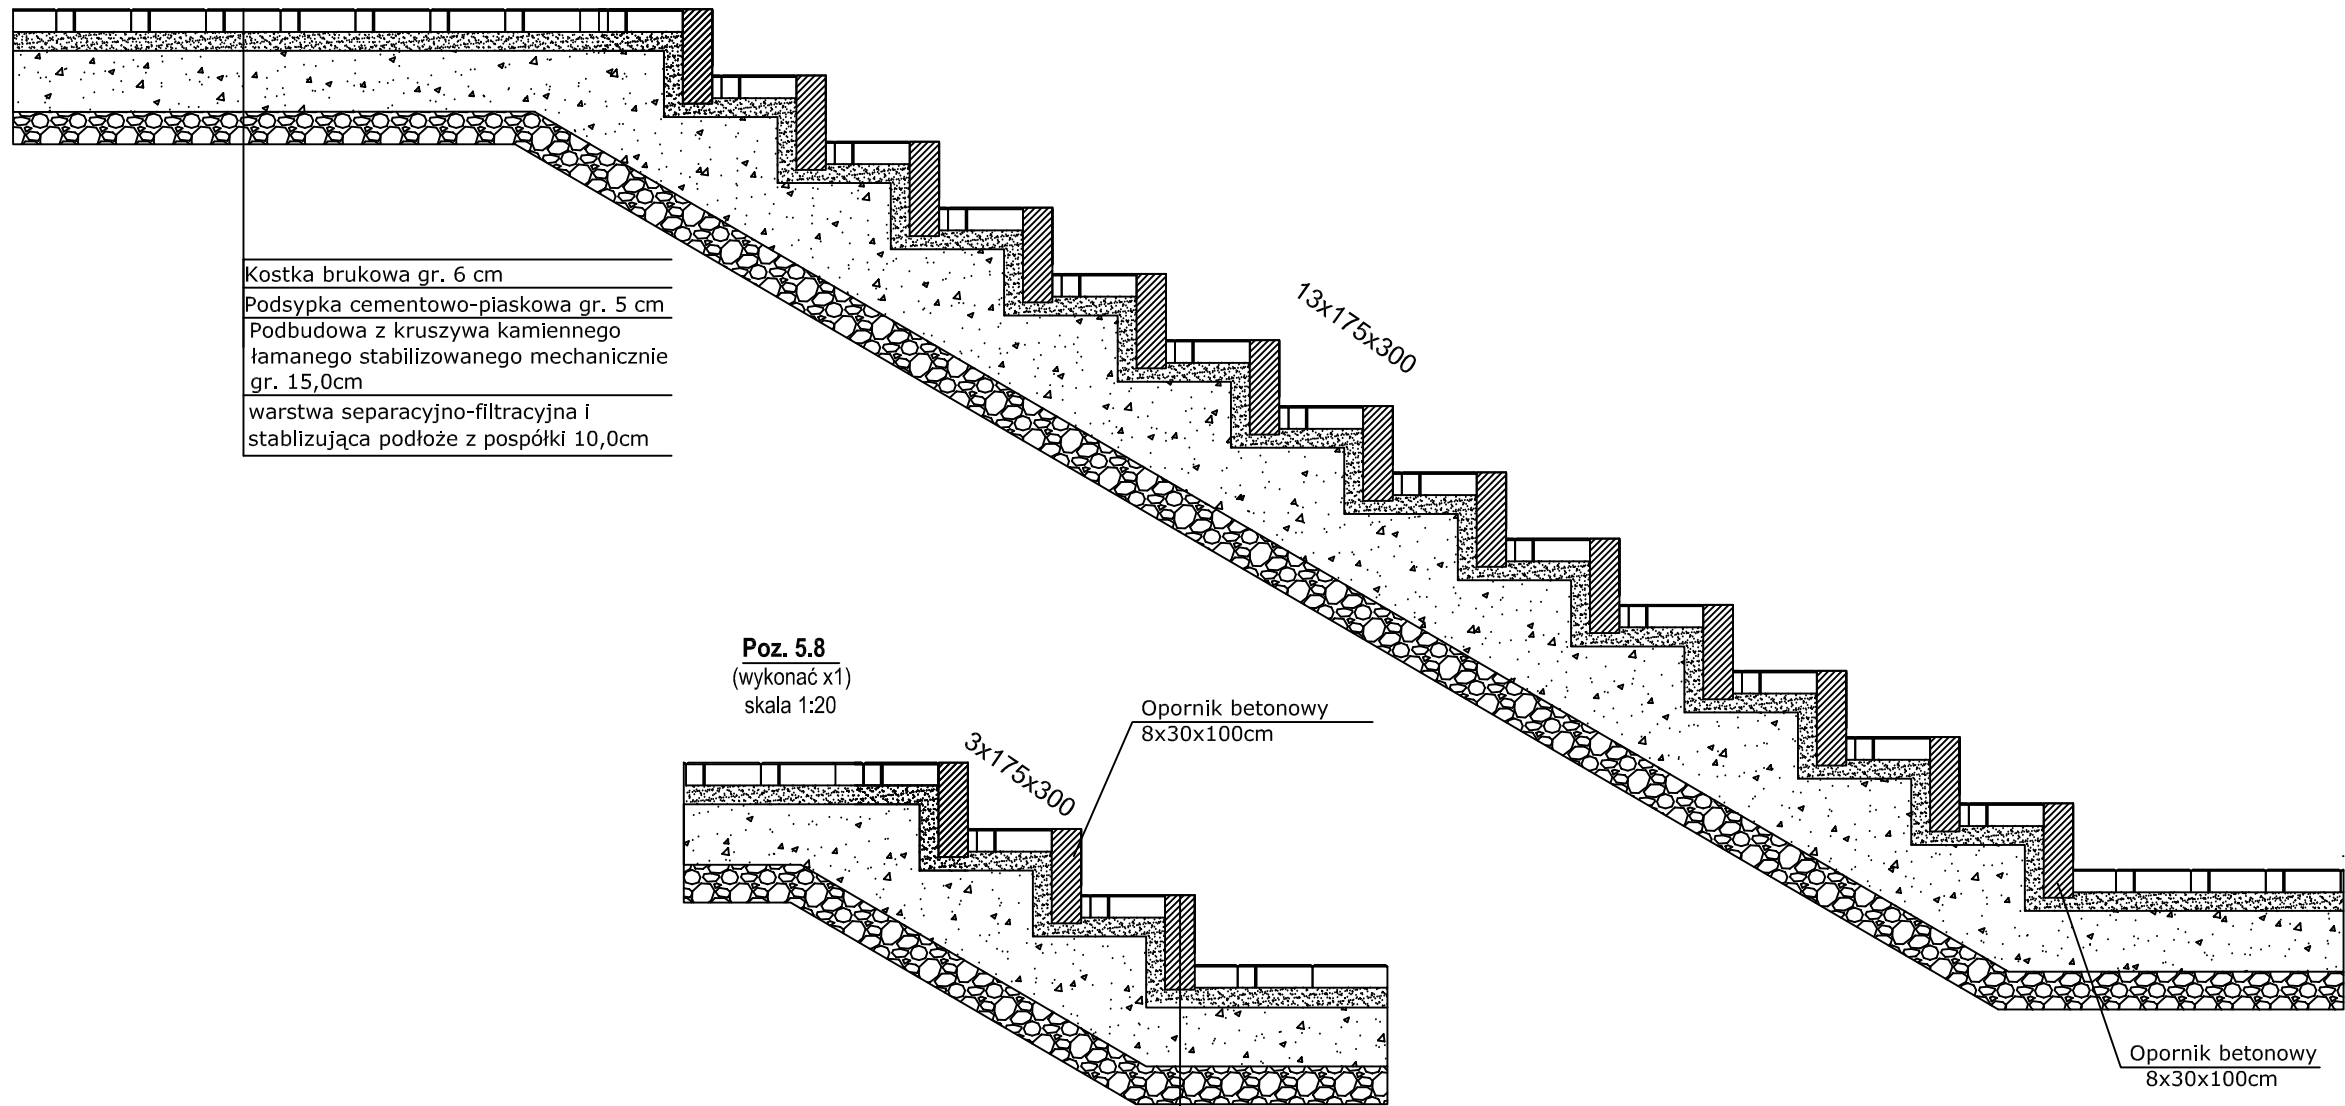 Kostka brukowa gr. 6 cm
Podsypka cementowo-piaskowa gr. 5 cm
Podbudowa z kruszywa kamiennego
łamanego stabilizowanego mechanicznie
gr. 15,0cm
warstwa separacyjno-filtracyjna i
stablizująca podłoże z pospółki 10,0cm
13x175x300
Poz. 5.8
(wykonać x1)
skala 1:20
3x175x300
Opornik betonowy
8x30x100cm
Opornik betonowy
8x30x100cm